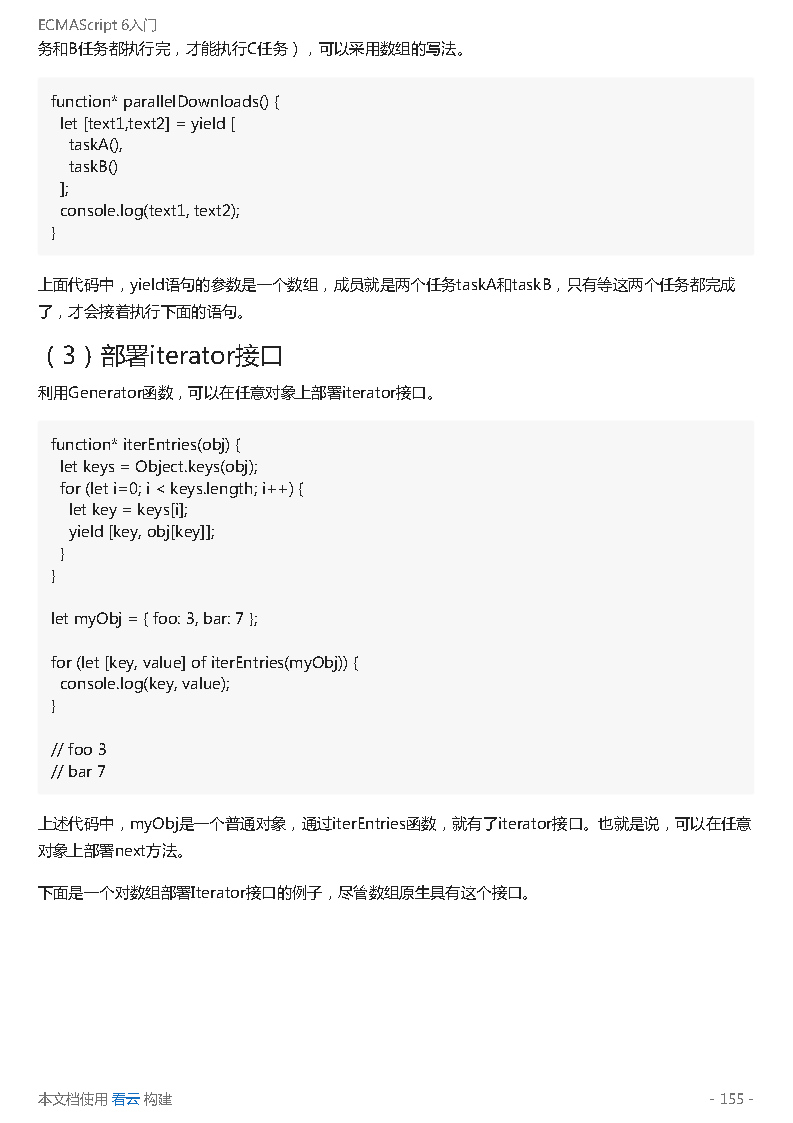 ECMAScript 6入门
务和B任务都执行完，才能执行C任务），可以采用数组的写法。
function* parallelDownloads() {
  let [text1,text2] = yield [
    taskA(),
    taskB()
  ];
  console.log(text1, text2);
}
上面代码中，yield语句的参数是一个数组，成员就是两个任务taskA和taskB，只有等这两个任务都完成
了，才会接着执行下面的语句。
（3）部署iterator接口
利用Generator函数，可以在任意对象上部署iterator接口。
function* iterEntries(obj) {
  let keys = Object.keys(obj);
  for (let i=0; i < keys.length; i++) {
    let key = keys[i];
    yield [key, obj[key]];
  }
}
let myObj = { foo: 3, bar: 7 };
for (let [key, value] of iterEntries(myObj)) {
  console.log(key, value);
}
// foo 3
// bar 7
上述代码中，myObj是一个普通对象，通过iterEntries函数，就有了iterator接口。也就是说，可以在任意
对象上部署next方法。
下面是一个对数组部署Iterator接口的例子，尽管数组原生具有这个接口。
本文档使用 看云 构建
- 155 -